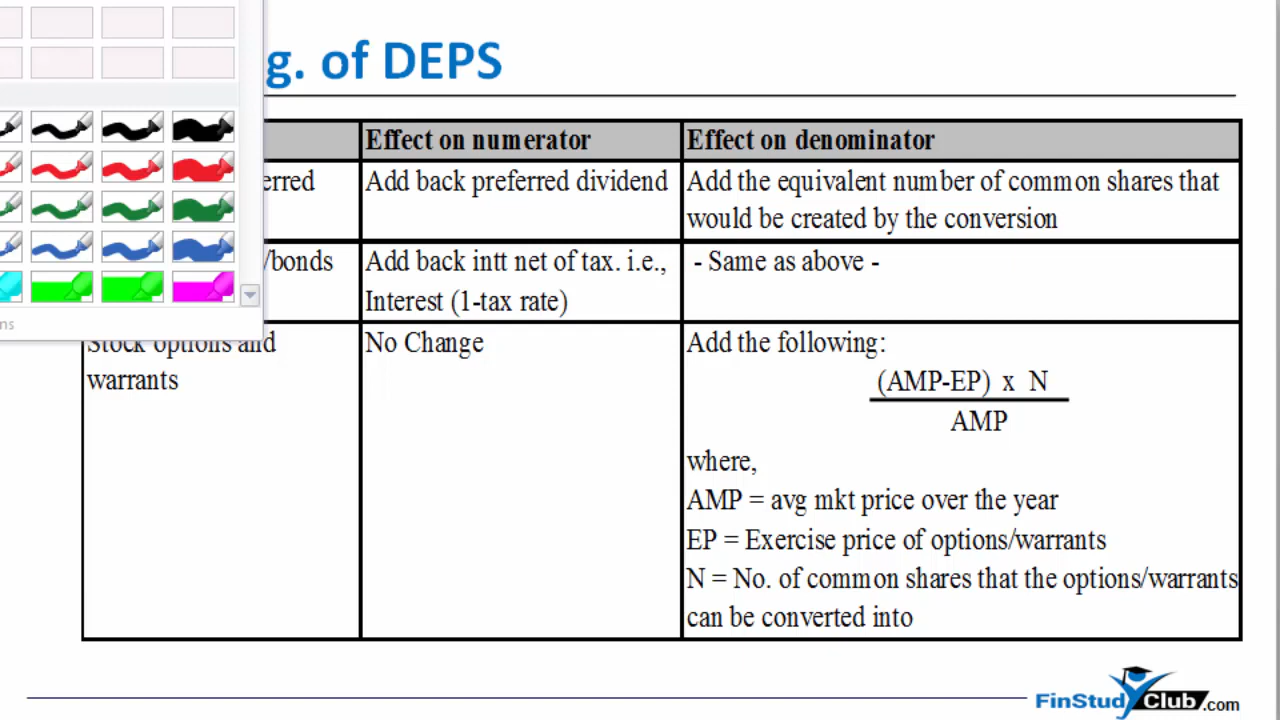 g. of DEPS
Effect on numerator
Effect on denominator
erred
Add back preferred dividend
Add the equivalent number of common shares that
would be created by the conversion
/bonds
Add back intt net of tax. i.e.,
Interest (1-tax rate)
- Same as above -
Stock options and
warrants
No Change
Add the following:
(AMP-EP) x N
AMP
where,
AMP = avg mkt price over the year
EP = Exercise price of options/warrants
N = No. of common shares that the options/warrants
can be converted into
ns
FinStudyClub.com